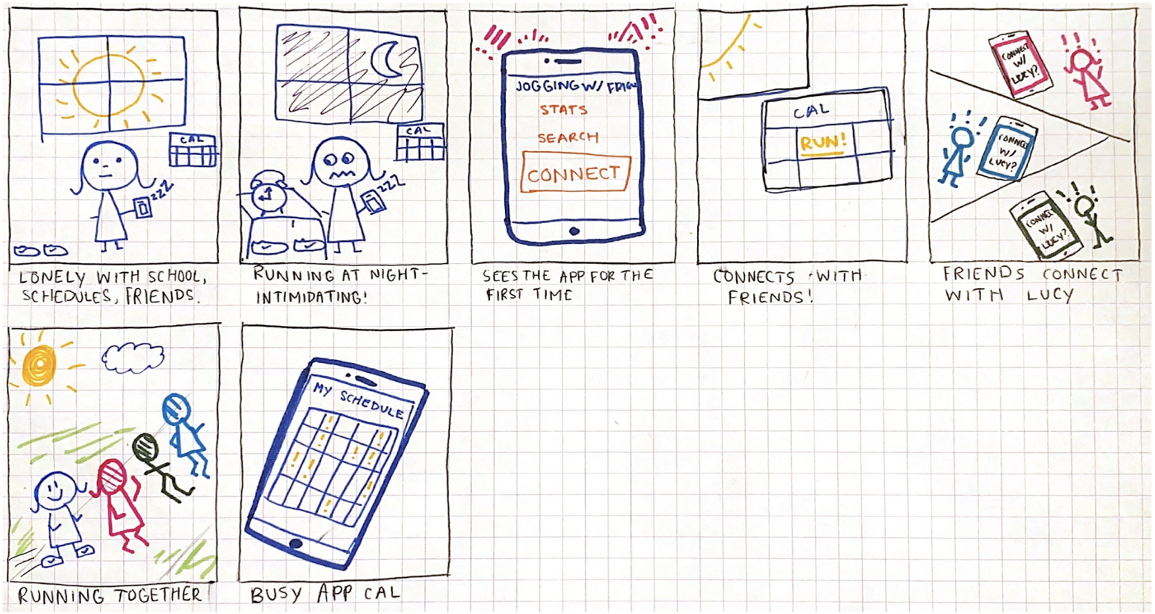 CAL
zzz
LONELY WITH SCHOOL,
SCHEDULES, FRIENDS.
CAL
zzz
RUNNING AT NIGHT-
INTIMIDATING!
JOGGING W/
STATS
SEARCH
CONNECT
SEES THE APP FOR THE
FIRST TIME
CAL
RUN!
CONNECTS WITH
FRIENDS!
CONNECT
W/
LUCY?
! ! !
CONNECT
W/
LUCY?
! ! !
CONNECT
W/
LUCY?
! ! !
FRIENDS CONNECT
WITH LUCY
RUNNING TOGETHER
MY SCHEDULE
BUSY APP CAL